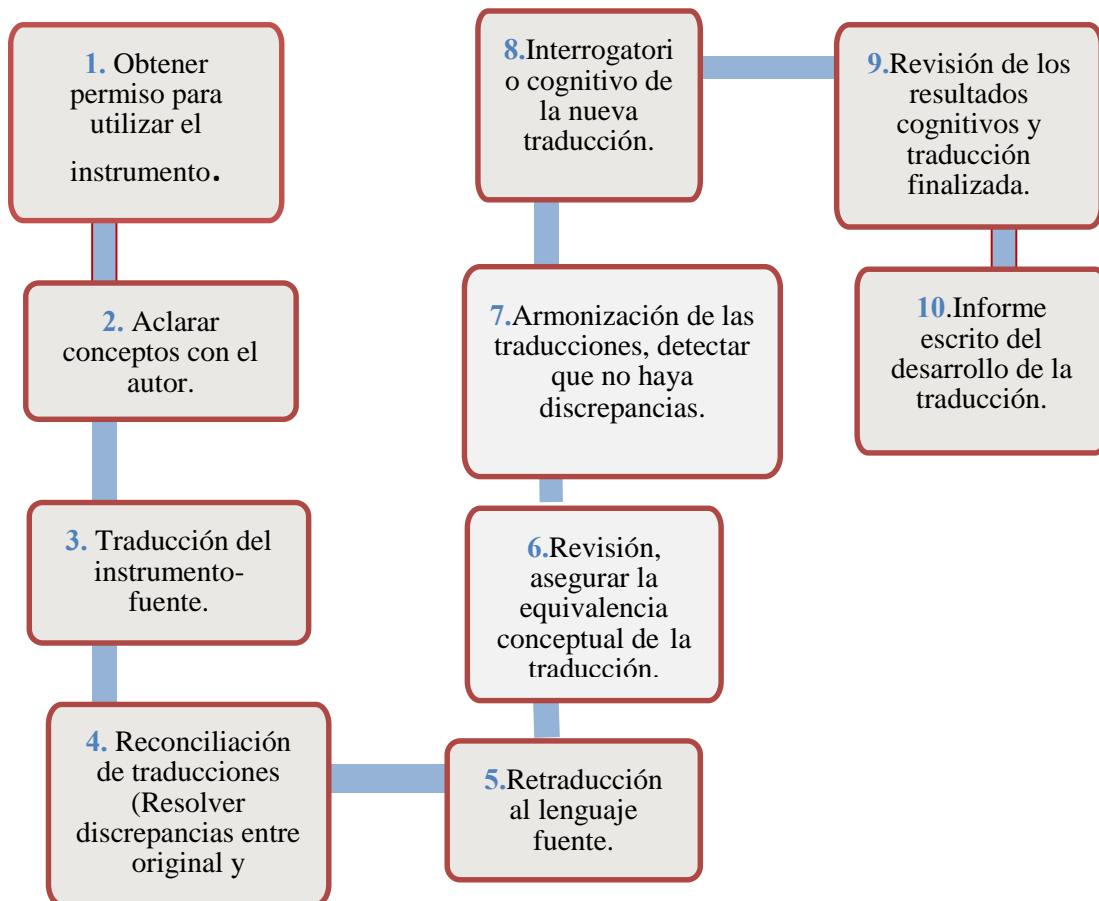 1. Obtener
permiso para
utilizar el
instrumento.
2. Aclarar
conceptos con el
autor.
3. Traducción del
instrumento-
fuente.
4. Reconciliación
de traducciones
(Resolver
discrepancias entre
original y
5.Retraducción
al lenguaje
fuente.
6.Revisión,
asegurar la
equivalencia
conceptual de la
traducción.
7.Armonización de las
traducciones, detectar
que no haya
discrepancias.
8.Interrogatori
o cognitivo de
la nueva
traducción.
9.Revisión de los
resultados
cognitivos y
traducción
finalizada.
10.Informe
escrito del
desarrollo de la
traducción.